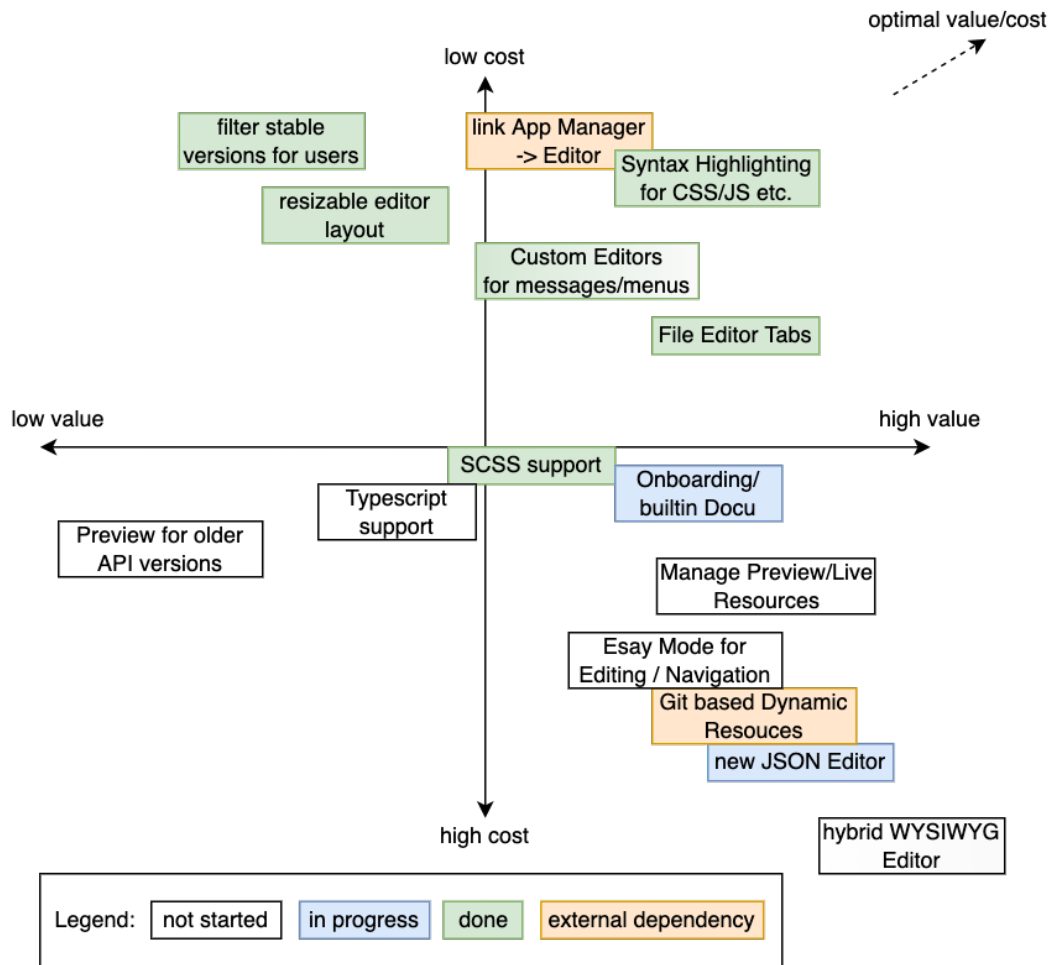 optimal value/cost
low cost
filter stable
versions for users
link App Manager
-> Editor
Syntax Highlighting
for CSS/JS etc.
resizable editor
layout
Custom Editors
for messages/menus
File Editor Tabs
low value
high value
SCSS support
Onboarding/
builtin Docu
Typescript
support
Preview for older
API versions
Manage Preview/Live
Resources
Esay Mode for
Editing / Navigation
Git based Dynamic
Resouces
new JSON Editor
high cost
hybrid WYSIWYG
Editor
Legend: not started in progress done external dependency